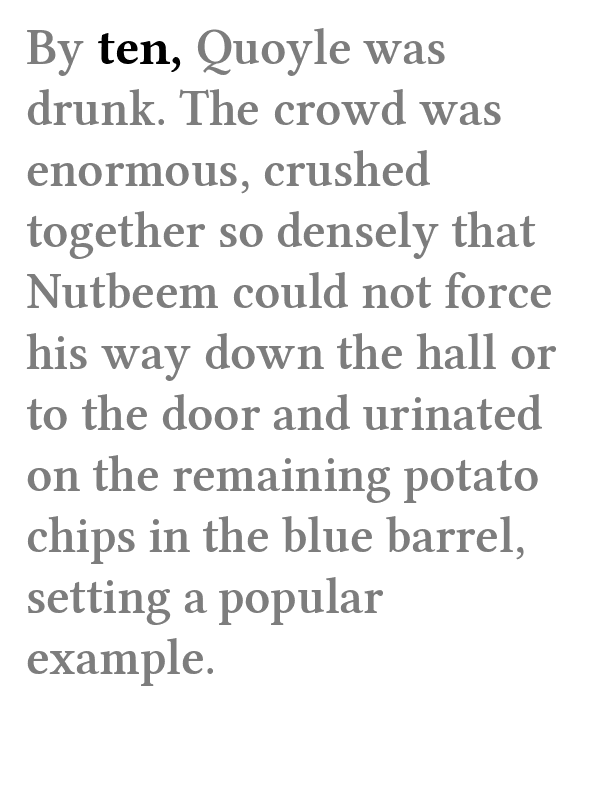 By ten, Quoyle was
drunk. The crowd was
enormous, crushed
together so densely that
Nutbeem could not force
his way down the hall or
to the door and urinated
on the remaining potato
chips in the blue barrel,
setting a popular
example.